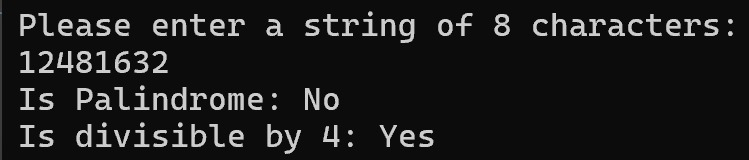 Please enter a string of 8 characters:
12481632
Is Palindrome: No
Is divisible by 4: Yes